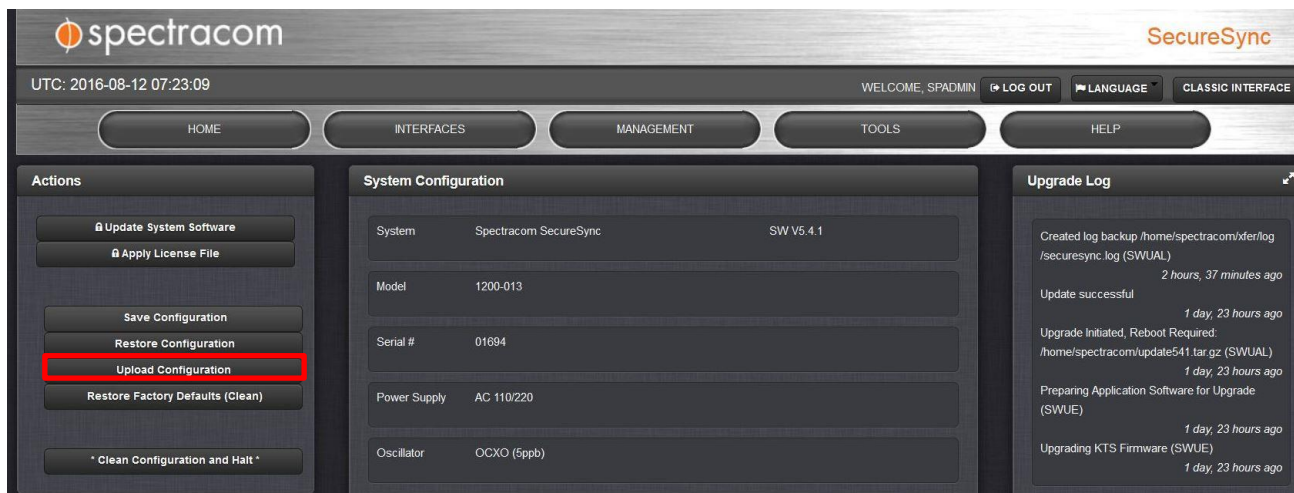 spectracom
SecureSync
UTC: 2016-08-12 07:23:09
WELCOME, SPADMIN
LOG OUT
LANGUAGE
CLASSIC INTERFACE
HOME
INTERFACES
MANAGEMENT
TOOLS
HELP
Actions
Update System Software
Apply License File
Save Configuration
Restore Configuration
Upload Configuration
Restore Factory Defaults (Clean)
* Clean Configuration and Halt *
System Configuration
System Spectracom SecureSync SW V5.4.1
Model 1200-013
Serial # 01694
Power Supply AC 110/220
Oscillator OCXO (5ppb)
Upgrade Log
Created log backup /home/spectracom/xfer/log
/securesync.log (SWUAL)
2 hours, 37 minutes ago
Update successful
1 day, 23 hours ago
Upgrade Initiated, Reboot Required:
/home/spectracom/update541.tar.gz (SWUAL)
1 day, 23 hours ago
Preparing Application Software for Upgrade
(SWUE)
1 day, 23 hours ago
Upgrading KTS Firmware (SWUE)
1 day, 23 hours ago